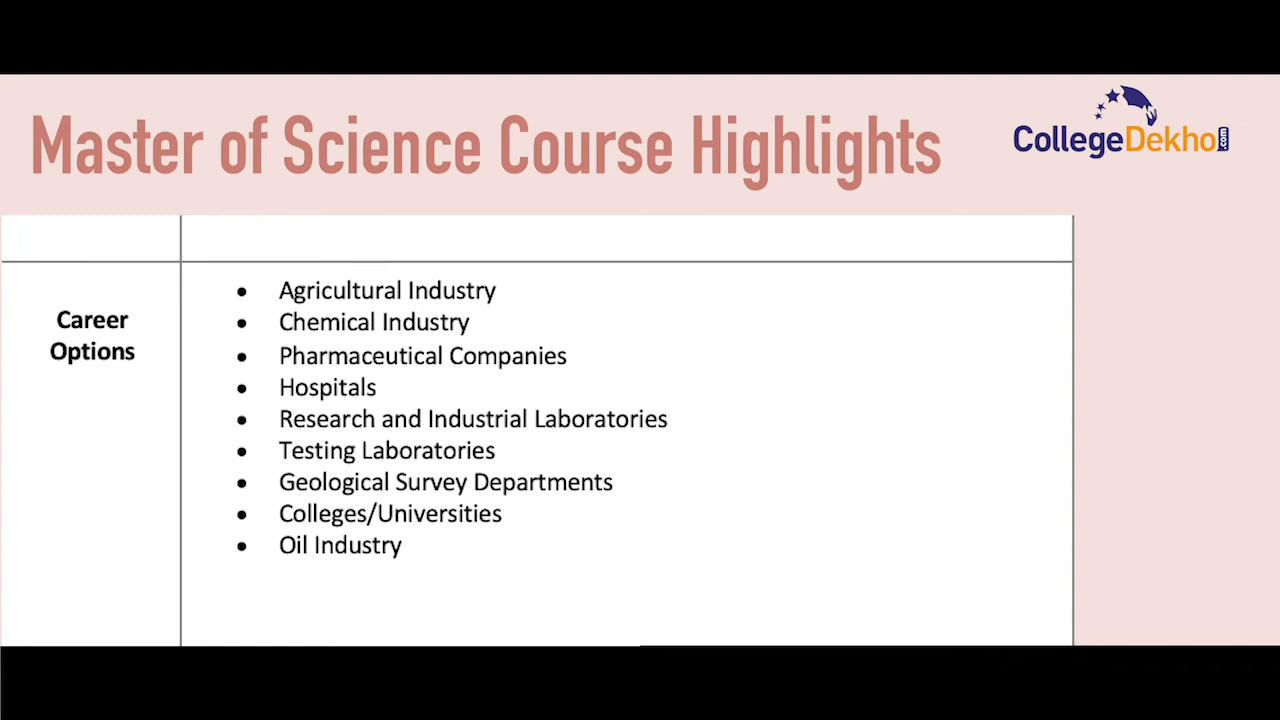 Master of Science Course Highlights
CollegeDekho.com
Career
Options
• Agricultural Industry
• Chemical Industry
• Pharmaceutical Companies
• Hospitals
• Research and Industrial Laboratories
• Testing Laboratories
• Geological Survey Departments
• Colleges/Universities
• Oil Industry